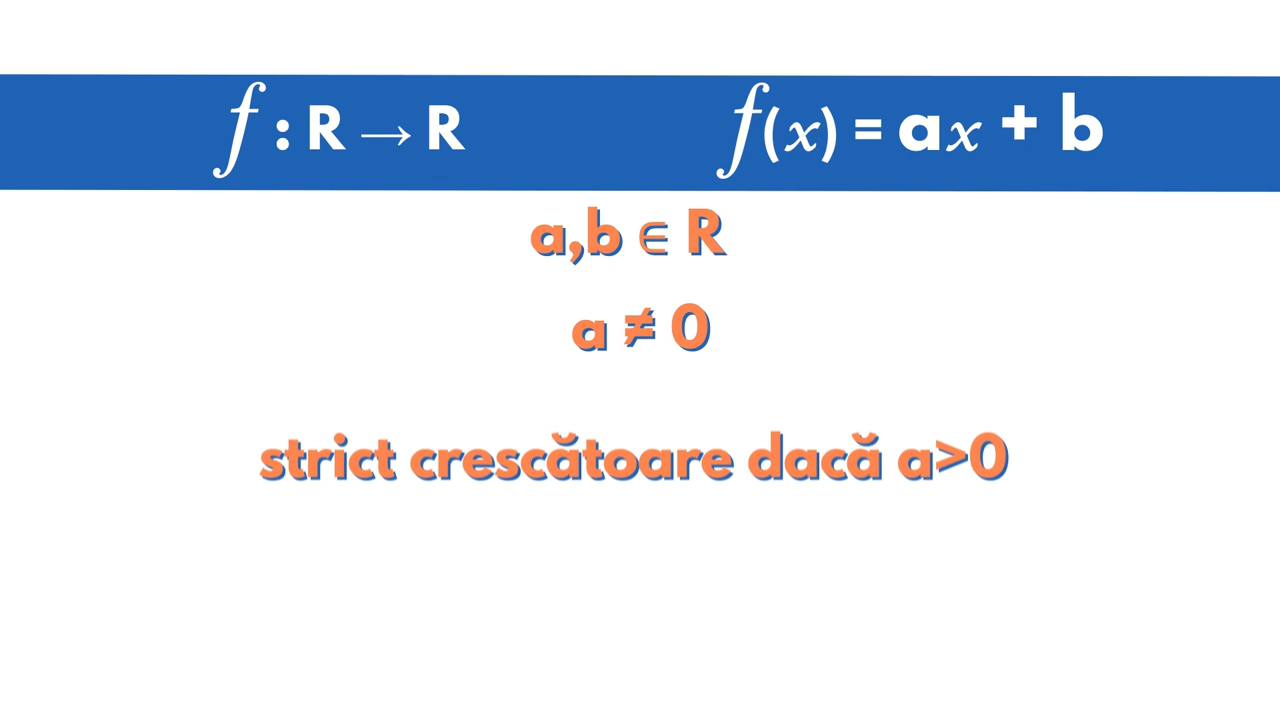 f : R → R f(x) = ax + b
a,b ∈ R
a ≠ 0
strict crescătoare dacă a>0